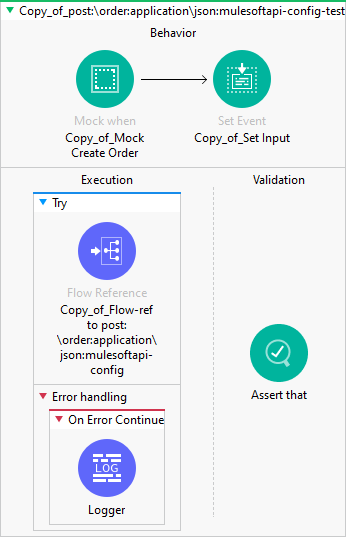 Copy_of_post:\order:application\json:mulesoftapi-config-test
Behavior
Mock when
Copy_of_Mock
Create Order
Set Event
Copy_of_Set Input
Execution
Validation
Try
Flow Reference
Copy_of_Flow-ref
to post:
\order:application\
json:mulesoftapi-
config
Assert that
Error handling
On Error Continue
LOG
Logger